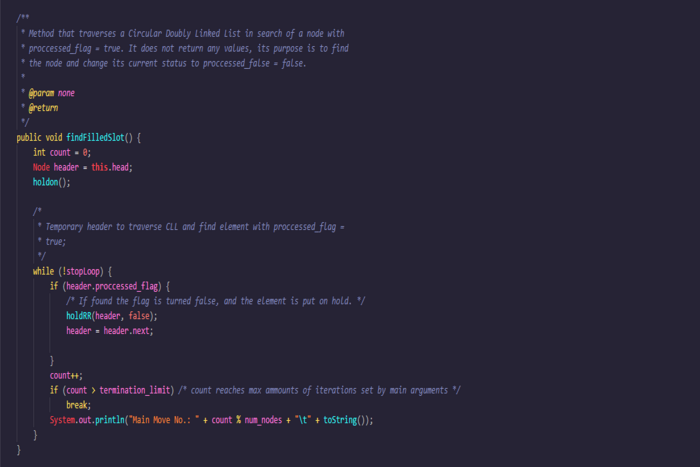 /**
* Method that traverses a Circular Doubly Linked List in search of a node with
* proccesed_flag = true. It does not return any values, its purpose is to find
* the node and change its current status to proccesed_false = false.
*
* @param none
* @return
*/
public void findFilledSlot() {
int count = 0;
Node header = this.head;
holdon();
/*
* Temporary header to traverse CLL and find element with proccesed_flag =
* true;
*/
while (!stopLoop) {
if (header.proccessed_flag) {
/* If found the flag is turned false, and the element is put on hold. */
holdRR(header, false);
header = header.next;
}
count++;
if (count > termination_limit) /* count reaches max ammounts of iterations set by main arguments */
break;
System.out.println("Main Move No.: " + count % num_nodes + "\t" + toString());
}
}